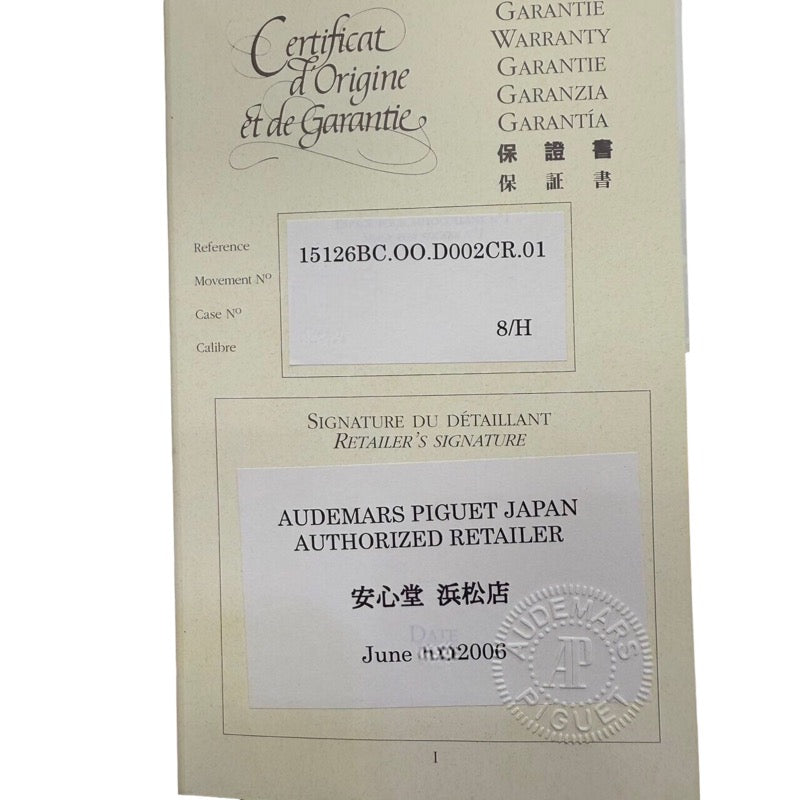 Certificat
d'Origine
et de Garantie
GARANTIE
WARRANTY
GARANTIE
GARANZIA
GARANTÍA
保 證 書
保 証 書
Reference
15126BC.OO.D002CR.01
Movement Nº
Case Nº
8/H
Calibre
SIGNATURE DU DÉTAILLANT
RETAILER'S SIGNATURE
AUDEMARS PIGUET JAPAN
AUTHORIZED RETAILER
安心堂 浜松店
DATE
June 2006
AUDEMARS
AP
PIGUET
I